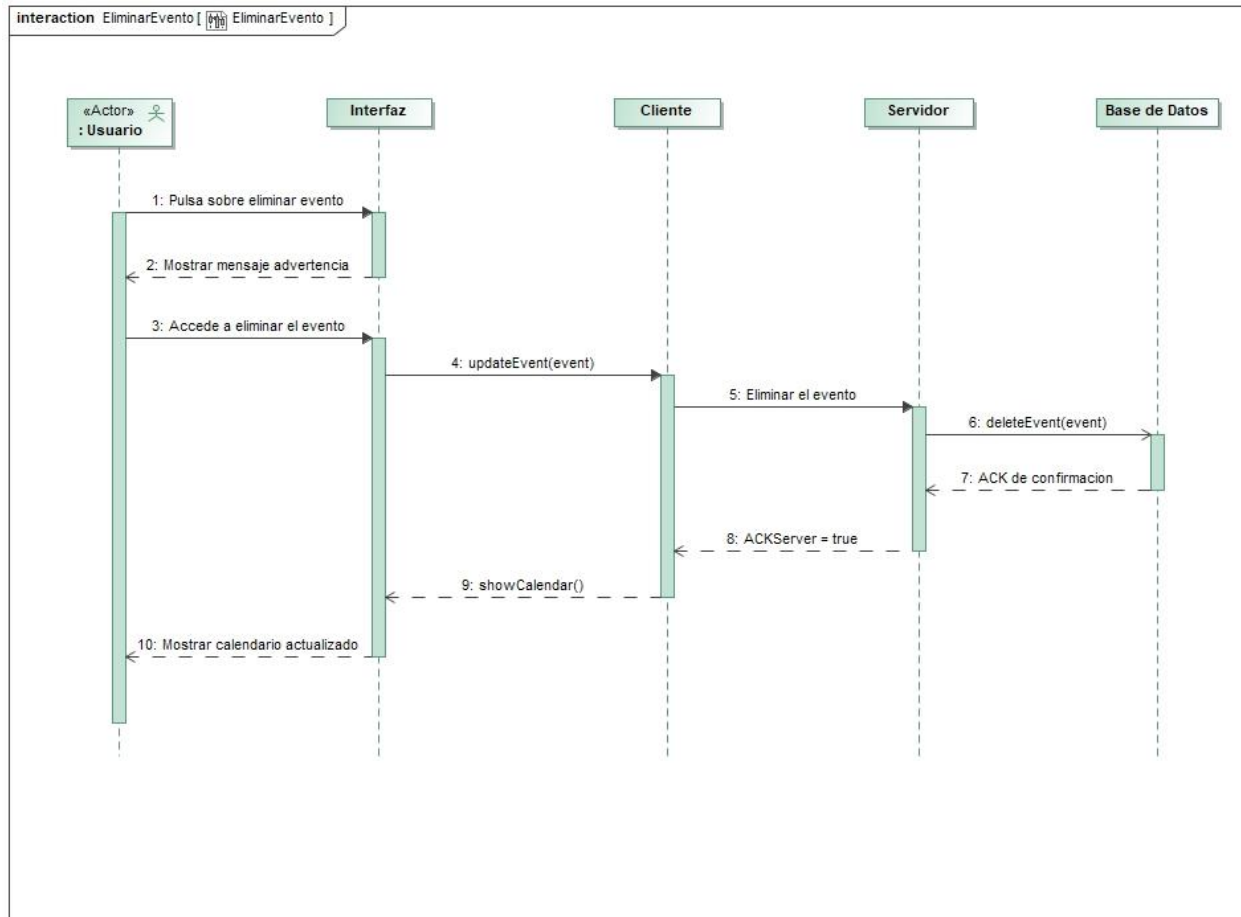 interaction EliminarEvento [ EliminarEvento ]
«Actor»
: Usuario
Interfaz
Cliente
Servidor
Base de Datos
1: Pulsa sobre eliminar evento
2: Mostrar mensaje advertencia
3: Accede a eliminar el evento
4: updateEvent(event)
5: Eliminar el evento
6: deleteEvent(event)
7: ACK de confirmacion
8: ACKServer = true
9: showCalendar()
10: Mostrar calendario actualizado